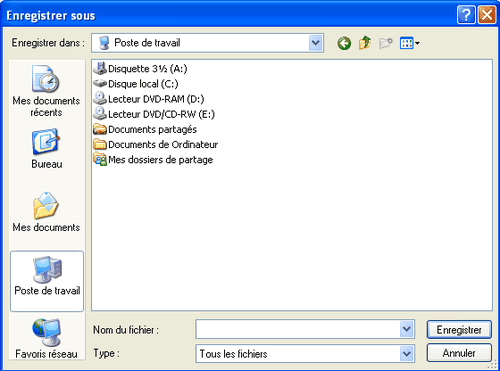 Enregistrer sous
Enregistrer dans :
Poste de travail
Mes documents
récents
Bureau
Mes documents
Poste de travail
Favoris réseau
Disquette 3½ (A:)
Disque local (C:)
Lecteur DVD-RAM (D:)
Lecteur DVD/CD-RW (E:)
Documents partagés
Documents de Ordinateur
Mes dossiers de partage
Nom du fichier :
Enregistrer
Type :
Tous les fichiers
Annuler